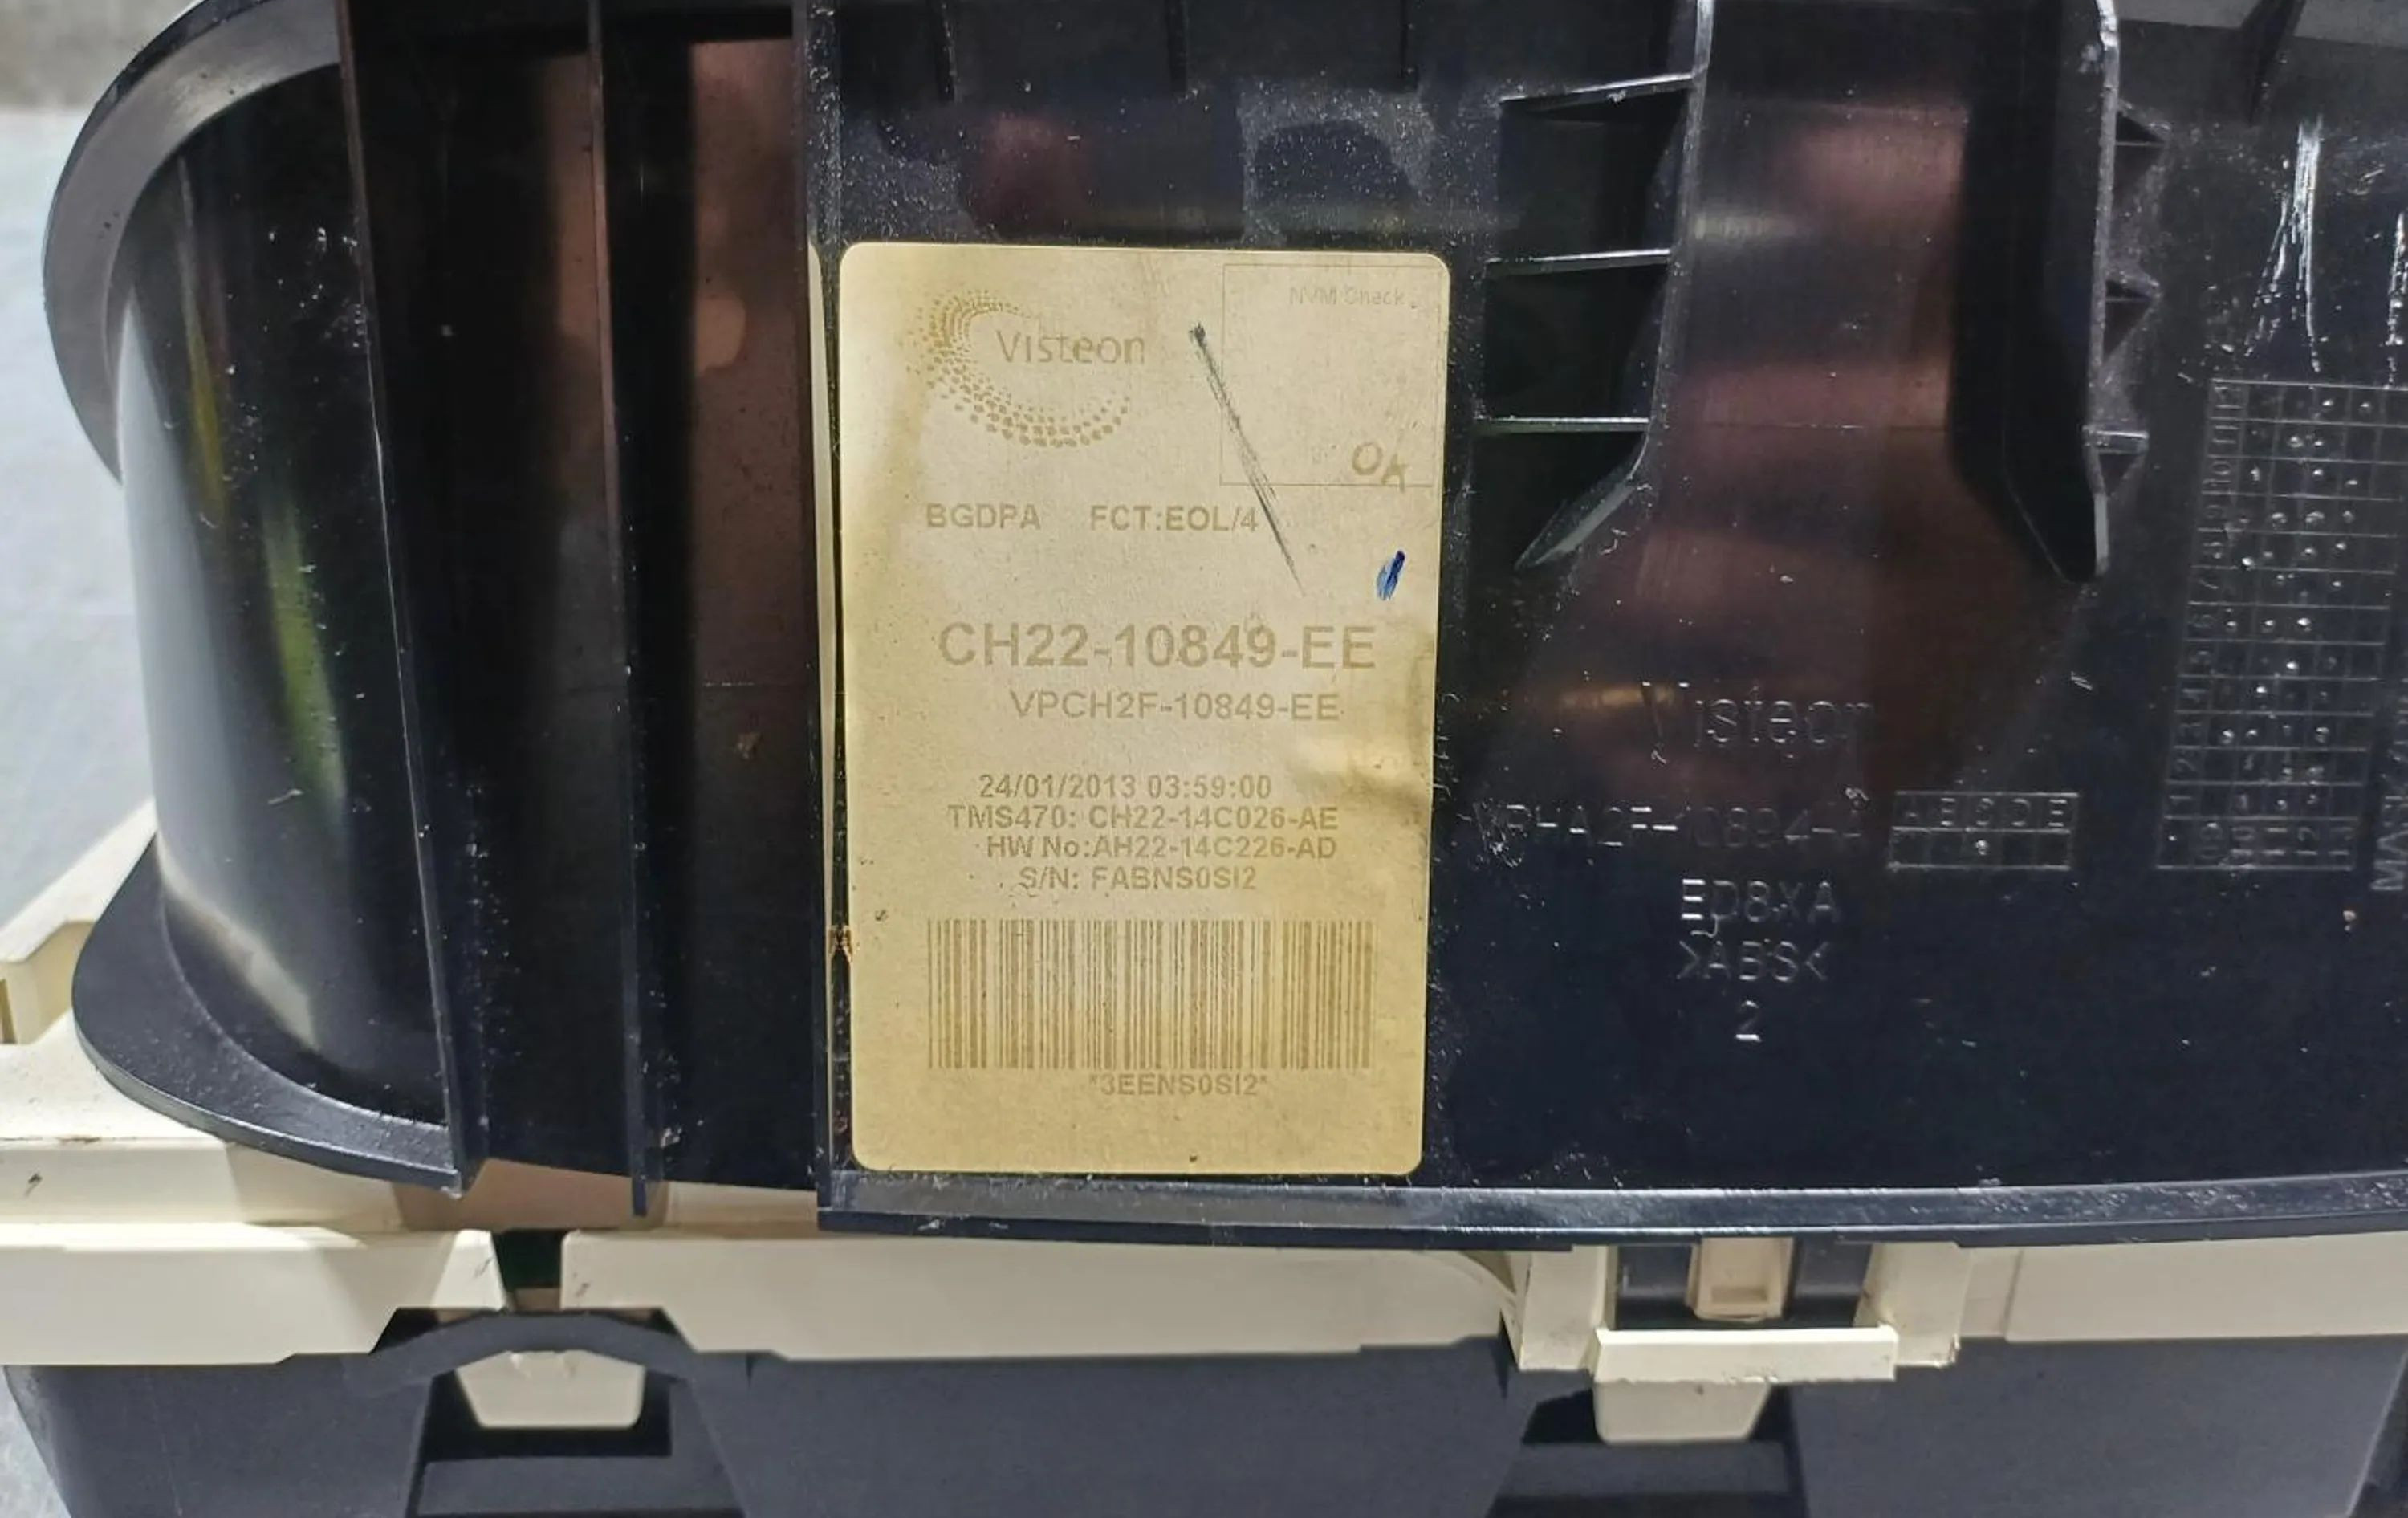 NVM Check
Visteon
OK
BGDPA FCT:EOL/4
CH22-10849-EE
VPCH2F-10849-EE
24/01/2013 03:59:00
TMS470: CH22-14C026-AE
HW No:AH22-14C226-AD
S/N: FABNS0SI2
*3EENS0SI2*
Visteon
A B C D E
>ABS<
2